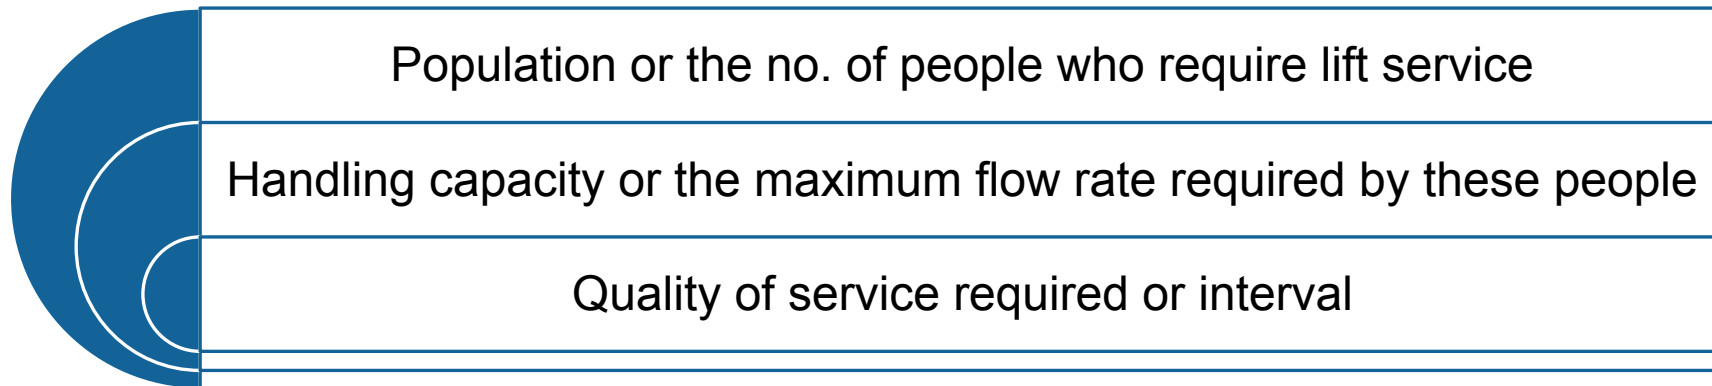 Population or the no. of people who require lift service
Handling capacity or the maximum flow rate required by these people
Quality of service required or interval